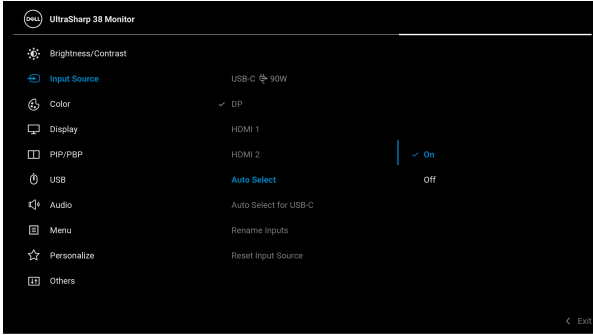 DELL UltraSharp 38 Monitor
Brightness/Contrast
Input Source USB-C 90W
Color ✓ DP
Display HDMI 1
PIP/PBP HDMI 2 ✓ On
USB Auto Select Off
Audio Auto Select for USB-C
Menu Rename Inputs
Personalize Reset Input Source
Others
< Exit